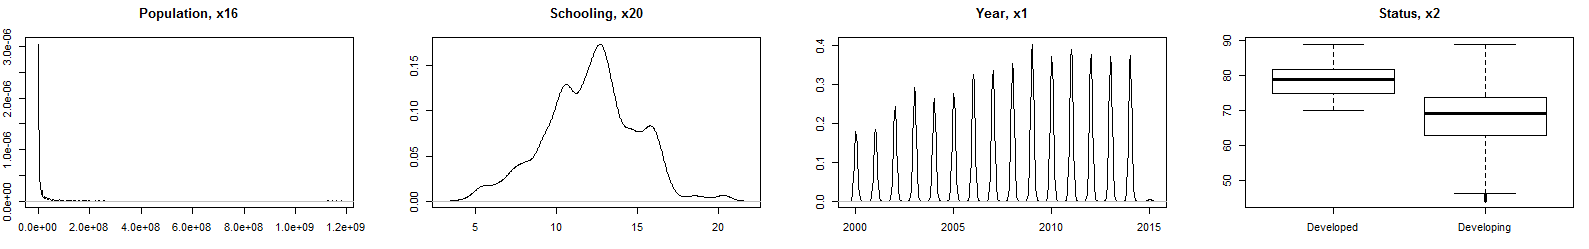 Population, x16
3.0e-06
2.0e-06
1.0e-06
0.0e+00
0.0e+00 2.0e+08 4.0e+08 6.0e+08 8.0e+08 1.0e+09 1.2e+09
Schooling, x20
0.15
0.10
0.05
0.00
5 10 15 20
Year, x1
0.4
0.3
0.2
0.1
0.0
2000 2005 2010 2015
Status, x2
90
80
70
60
50
Developed Developing